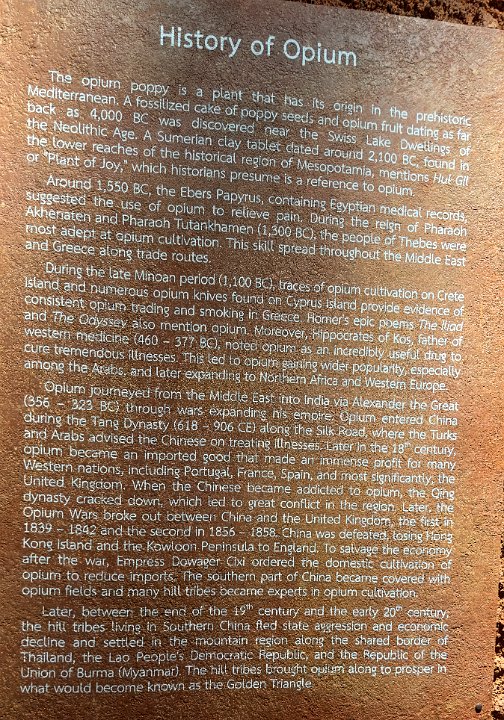 History of Opium
The opium poppy is a plant that has its origin in the prehistoric
Mediterranean. A fossilized cake of poppy seeds and opium fruit dating as far
back as 4,000 BC was discovered near the Swiss Lake Dwellings of
the Neolithic Age. A Sumerian clay tablet dated around 2,100 BC, found in
the lower reaches of the historical region of Mesopotamia, mentions Hul Gil
or "Plant of Joy," which historians presume is a reference to opium.
Around 1,550 BC, the Ebers Papyrus, containing Egyptian medical records,
suggested the use of opium to relieve pain. During the reign of Pharaoh
Akhenaten and Pharaoh Tutankhamen (1,300 BC), the people of Thebes were
most adept at opium cultivation. This skill spread throughout the Middle East
and Greece along trade routes.
During the late Minoan period (1,100 BC), traces of opium cultivation on Crete
Island and numerous opium knives found on Cyprus Island provide evidence of
consistent opium trading and smoking in Greece. Homer's epic poems The Iliad
and The Odyssey also mention opium. Moreover, Hippocrates of Kos, father of
western medicine (460 – 377 BC), noted opium as an incredibly useful drug to
cure tremendous illnesses. This led to opium gaining wider popularity, especially
among the Arabs, and later expanding to Northern Africa and Western Europe.
Opium journeyed from the Middle East into India via Alexander the Great
(356 – 323 BC) through wars expanding his empire. Opium entered China
during the Tang Dynasty (618 – 906 CE) along the Silk Road, where the Turks
and Arabs advised the Chinese on treating illnesses. Later in the 18th century,
opium became an imported good that made an immense profit for many
Western nations, including Portugal, France, Spain, and most significantly, the
United Kingdom. When the Chinese became addicted to opium, the Qing
dynasty cracked down, which led to great conflict in the region. Later, the
Opium Wars broke out between China and the United Kingdom, the first in
1839 – 1842 and the second in 1856 – 1858. China was defeated, losing Hong
Kong Island and the Kowloon Peninsula to England. To salvage the economy
after the war, Empress Dowager Cixi ordered the domestic cultivation of
opium to reduce imports. The southern part of China became covered with
opium fields and many hill tribes became experts in opium cultivation.
Later, between the end of the 19th century and the early 20th century,
the hill tribes living in Southern China fled state aggression and economic
decline and settled in the mountain region along the shared border of
Thailand, the Lao People's Democratic Republic, and the Republic of the
Union of Burma (Myanmar). The hill tribes brought opium along to prosper in
what would become known as the Golden Triangle.